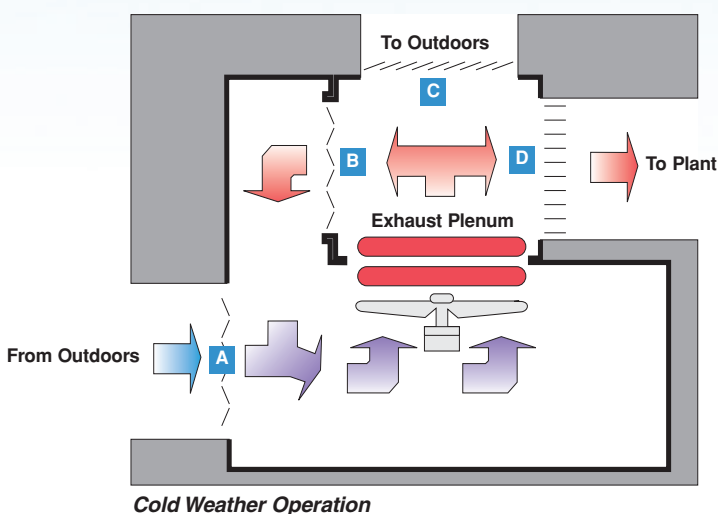 To Outdoors
C
B
D
To Plant
Exhaust Plenum
From Outdoors
A
Cold Weather Operation